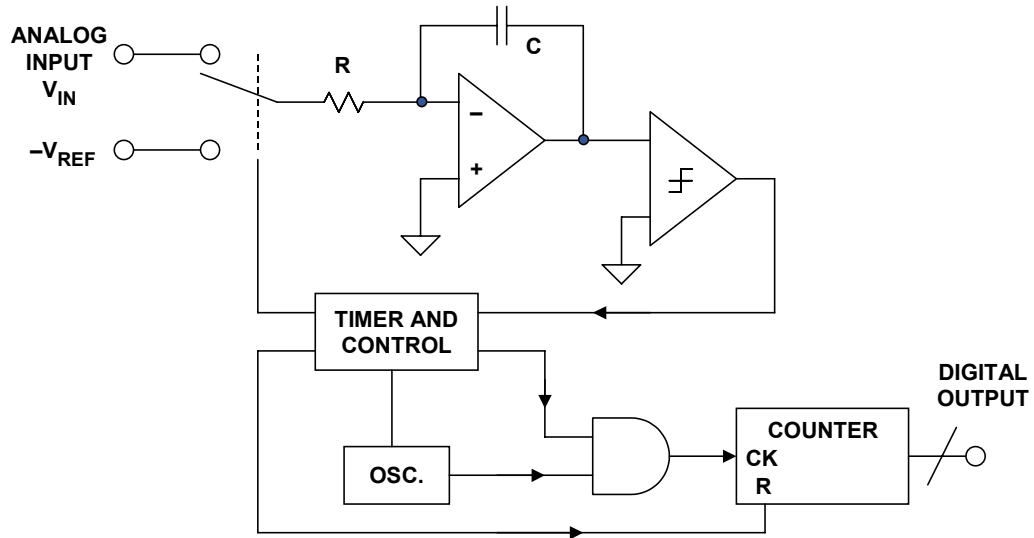 ANALOG
INPUT
VIN
–VREF
R
C
–
+
TIMER AND
CONTROL
OSC.
COUNTER
CK
R
DIGITAL
OUTPUT